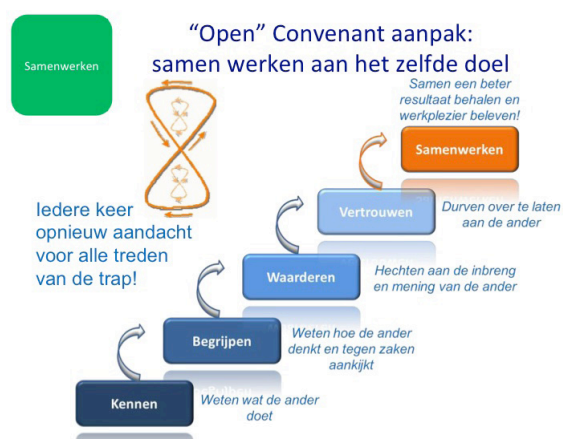 “Open” Convenant aanpak:
samen werken aan het zelfde doel
Samenwerken
Samen een beter
resultaat behalen en
werkplezier beleven!
Samenwerken
Iedere keer
opnieuw aandacht
voor alle treden
van de trap!
Vertrouwen
Durven over te laten
aan de ander
Waarderen
Hechten aan de inbreng
en mening van de ander
Begrijpen
Weten hoe de ander
denkt en tegen zaken
aankijkt
Kennen
Weten wat de ander
doet